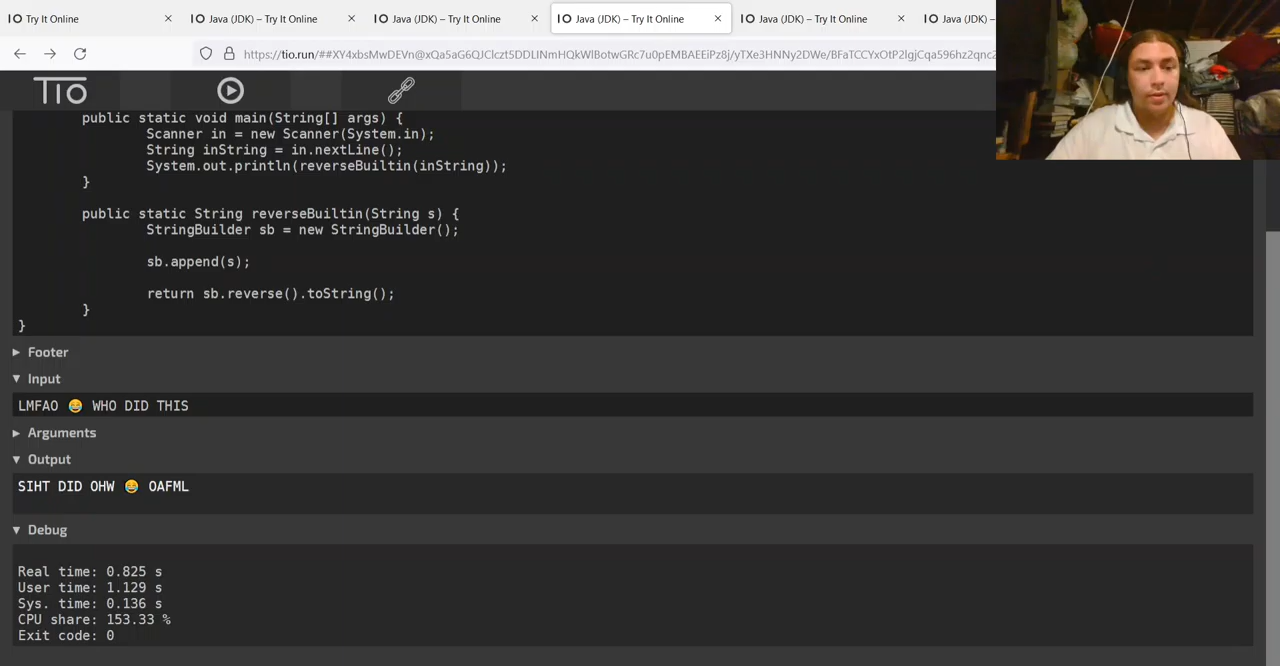 Try It Online
Java (JDK) – Try It Online
Java (JDK) – Try It Online
Java (JDK) – Try It Online
Java (JDK) – Try It Online
Java (JDK) –
https://tio.run/##XY4xbsMwDEVn@xQa5aG6QJClczt5DDLINmHQkWlBotwGRc7u0pEMBAEEiPz8j/yTXe3HNNy2DWe/BFaTCCYxOtP2lgjCqa596hz2qnc2
TIO
public static void main(String[] args) {
Scanner in = new Scanner(System.in);
String inString = in.nextLine();
System.out.println(reverseBuiltin(inString));
}
public static String reverseBuiltin(String s) {
StringBuilder sb = new StringBuilder();
sb.append(s);
return sb.reverse().toString();
}
}
Footer
Input
LMFAO 😂 WHO DID THIS
Arguments
Output
SIHT DID OHW 😂 OAFML
Debug
Real time: 0.825 s
User time: 1.129 s
Sys. time: 0.136 s
CPU share: 153.33 %
Exit code: 0